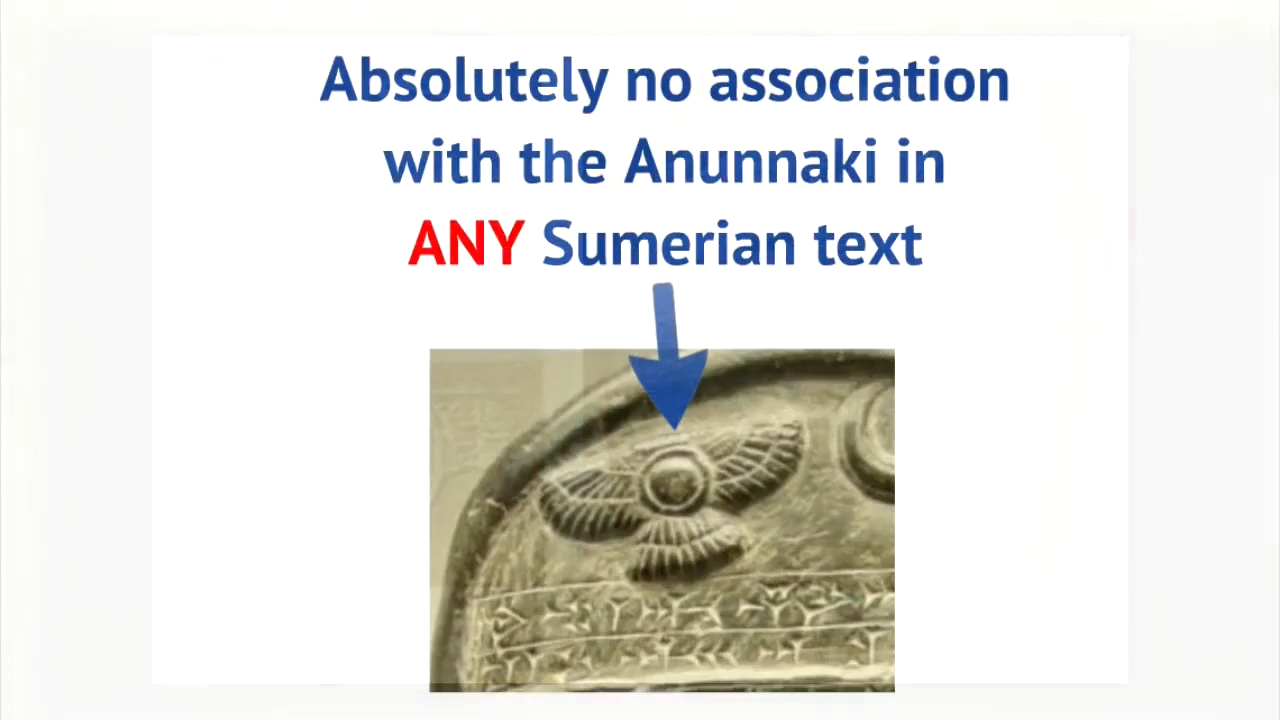 Absolutely no association
with the Anunnaki in
ANY Sumerian text